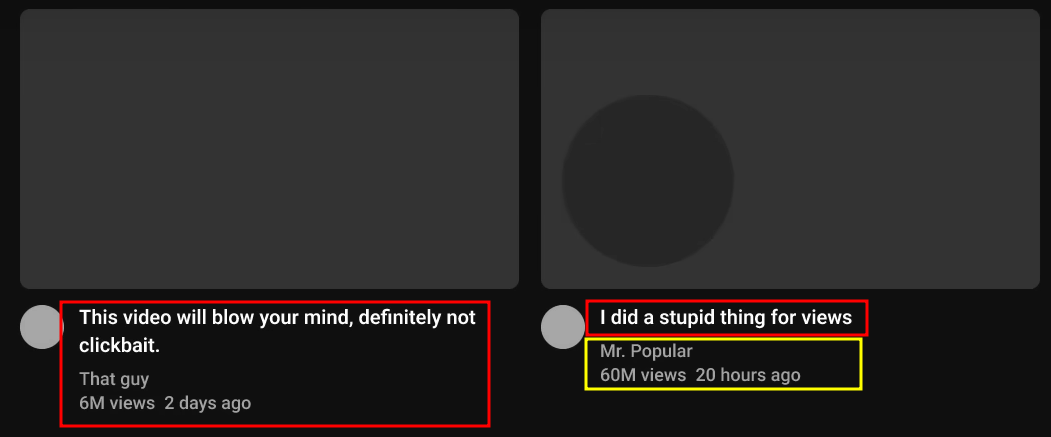 This video will blow your mind, definitely not
clickbait.
That guy
6M views 2 days ago
I did a stupid thing for views
Mr. Popular
60M views 20 hours ago